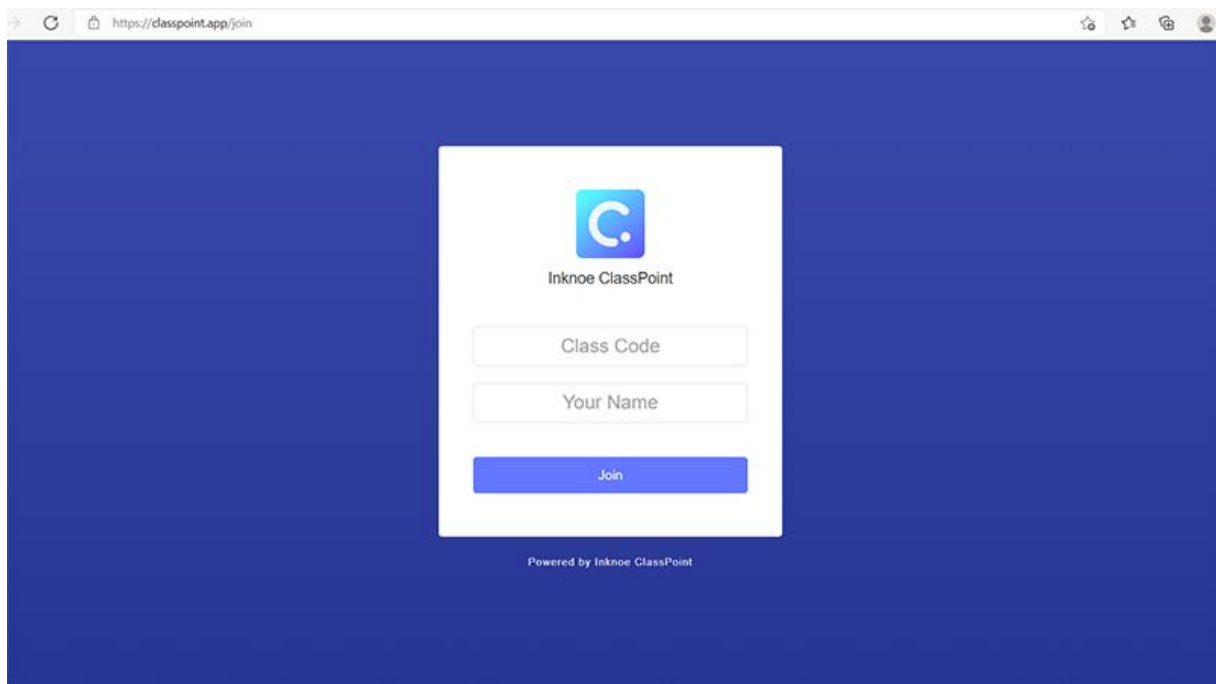 https://classpoint.app/join
C.
Inknoe ClassPoint
Class Code
Your Name
Join
Powered by Inknoe ClassPoint